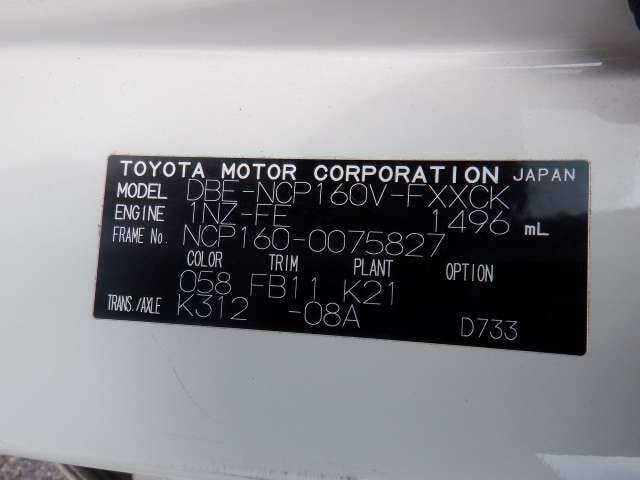 TOYOTA MOTOR CORPORATION JAPAN
MODEL DBE-NCP160V-FXXCK
ENGINE 1NZ-FE 1496 mL
FRAME No. NCP160-0075827
COLOR TRIM PLANT OPTION
058 FB11 K21
TRANS./AXLE K312 -08A
D733